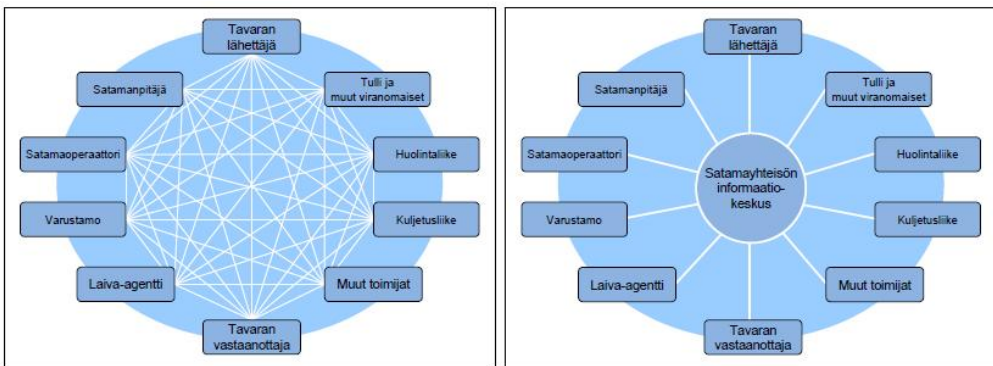 Tavaran
lähettäjä
Satamanpitäjä
Tulli ja
muut viranomaiset
Satamaoperaattori
Huolintaliike
Varustamo
Kuljetusliike
Laiva-agentti
Muut toimijat
Tavaran
vastaanottaja
Tavaran
lähettäjä
Satamanpitäjä
Tulli ja
muut viranomaiset
Satamaoperaattori
Huolintaliike
Satamayhteisön
informaatio-
keskus
Varustamo
Kuljetusliike
Laiva-agentti
Muut toimijat
Tavaran
vastaanottaja